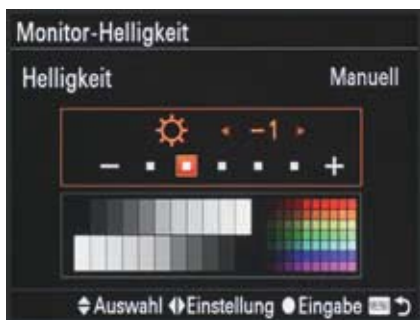 Monitor-Helligkeit
Helligkeit Manuell
−1
− +
Auswahl Einstellung Eingabe